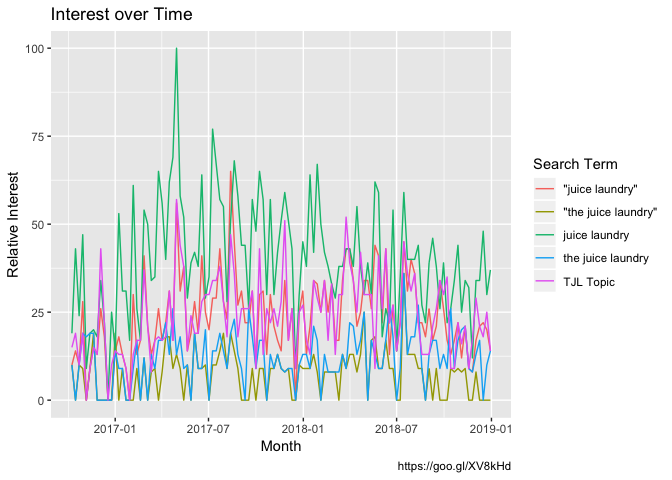 Interest over Time
Relative Interest
100
75
50
25
0
2017-01
2017-07
2018-01
2018-07
2019-01
Month
Search Term
"juice laundry"
"the juice laundry"
juice laundry
the juice laundry
TJL Topic
https://goo.gl/XV8kHd